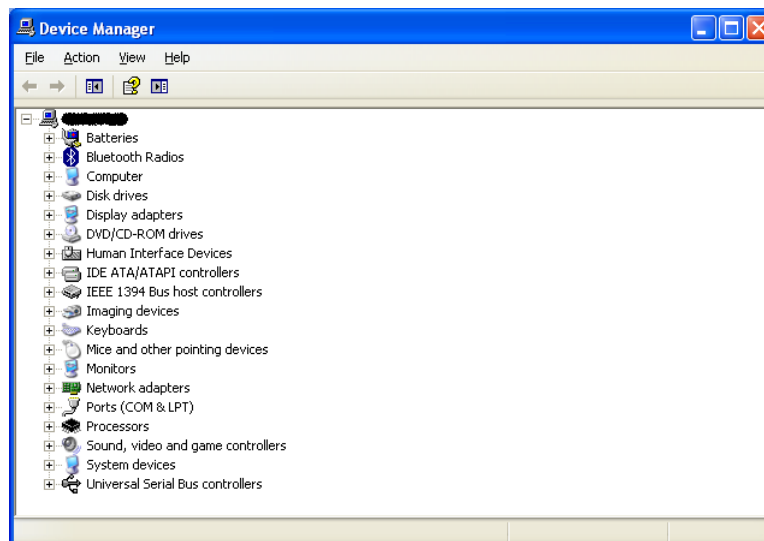 Device Manager
File Action View Help
Batteries
Bluetooth Radios
Computer
Disk drives
Display adapters
DVD/CD-ROM drives
Human Interface Devices
IDE ATA/ATAPI controllers
IEEE 1394 Bus host controllers
Imaging devices
Keyboards
Mice and other pointing devices
Monitors
Network adapters
Ports (COM & LPT)
Processors
Sound, video and game controllers
System devices
Universal Serial Bus controllers